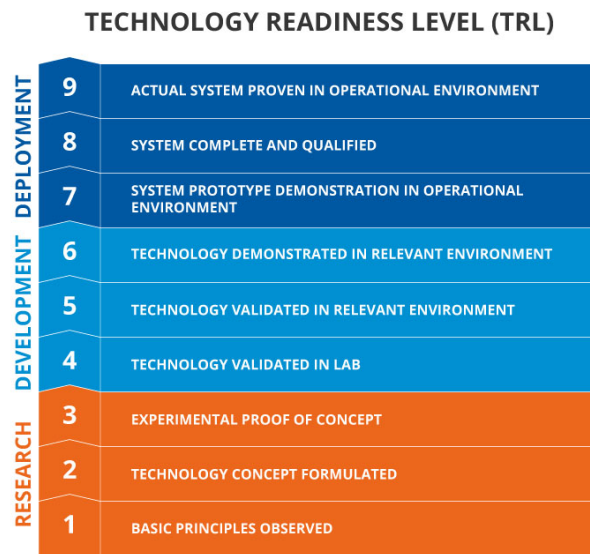 TECHNOLOGY READINESS LEVEL (TRL)
DEPLOYMENT
9 ACTUAL SYSTEM PROVEN IN OPERATIONAL ENVIRONMENT
8 SYSTEM COMPLETE AND QUALIFIED
7 SYSTEM PROTOTYPE DEMONSTRATION IN OPERATIONAL
ENVIRONMENT
DEVELOPMENT
6 TECHNOLOGY DEMONSTRATED IN RELEVANT ENVIRONMENT
5 TECHNOLOGY VALIDATED IN RELEVANT ENVIRONMENT
4 TECHNOLOGY VALIDATED IN LAB
RESEARCH
3 EXPERIMENTAL PROOF OF CONCEPT
2 TECHNOLOGY CONCEPT FORMULATED
1 BASIC PRINCIPLES OBSERVED